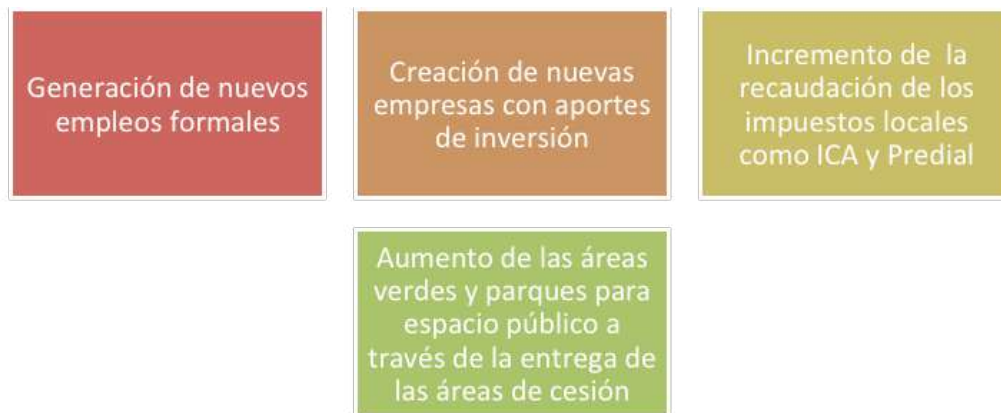 Generación de nuevos
empleos formales
Creación de nuevas
empresas con aportes
de inversión
Incremento de la
recaudación de los
impuestos locales
como ICA y Predial
Aumento de las áreas
verdes y parques para
espacio público a
través de la entrega de
las áreas de cesión